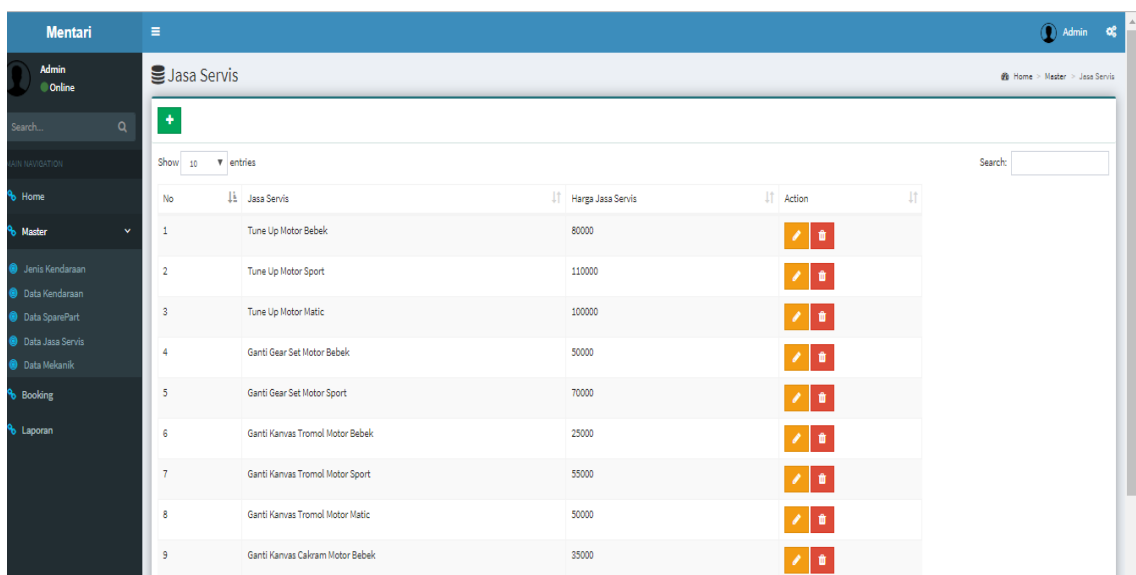 Mentari
Admin
Admin
Online
Jasa Servis
Home > Master > Jasa Servis
Search...
MAIN NAVIGATION
Home
Master
Jenis Kendaraan
Data Kendaraan
Data SparePart
Data Jasa Servis
Data Mekanik
Booking
Laporan
+
Show 10 entries
Search:
No Jasa Servis Harga Jasa Servis Action
1 Tune Up Motor Bebek 80000
2 Tune Up Motor Sport 110000
3 Tune Up Motor Matic 100000
4 Ganti Gear Set Motor Bebek 50000
5 Ganti Gear Set Motor Sport 70000
6 Ganti Kanvas Tromol Motor Bebek 25000
7 Ganti Kanvas Tromol Motor Sport 55000
8 Ganti Kanvas Tromol Motor Matic 50000
9 Ganti Kanvas Cakram Motor Bebek 35000